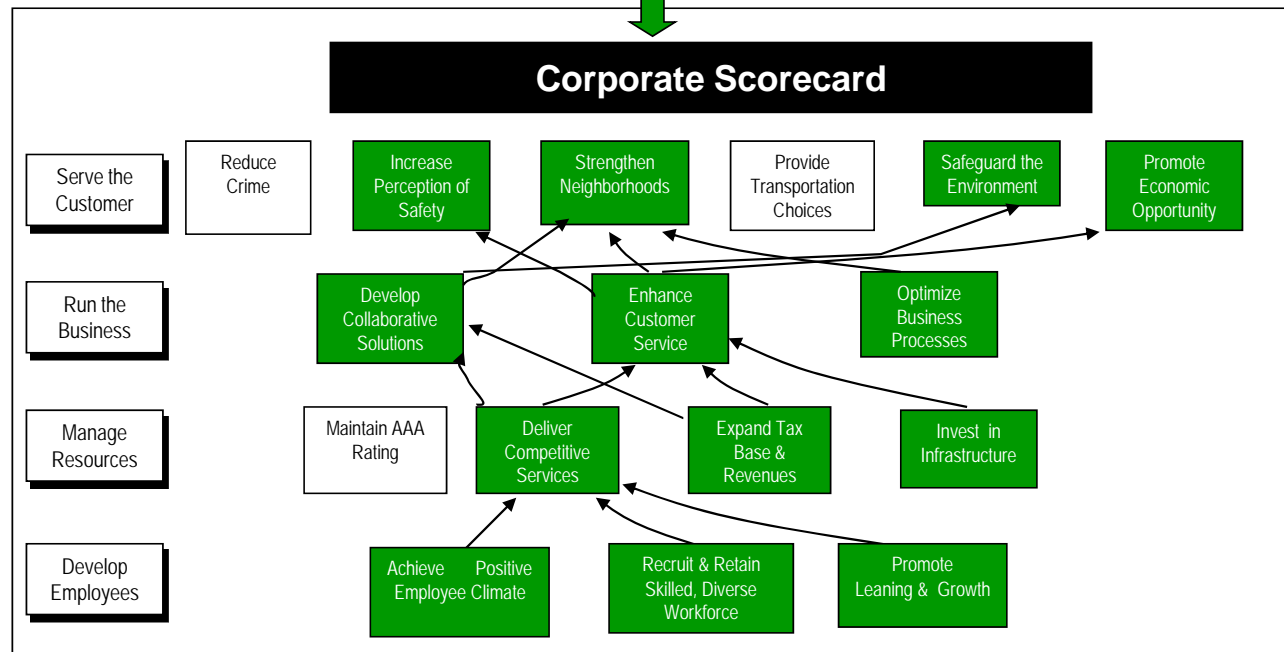 Corporate Scorecard
Serve the
Customer
Reduce
Crime
Increase
Perception of
Safety
Strengthen
Neighborhoods
Provide
Transportation
Choices
Safeguard the
Environment
Promote
Economic
Opportunity
Run the
Business
Develop
Collaborative
Solutions
Enhance
Customer
Service
Optimize
Business
Processes
Manage
Resources
Maintain AAA
Rating
Deliver
Competitive
Services
Expand Tax
Base &
Revenues
Invest in
Infrastructure
Develop
Employees
Achieve Positive
Employee Climate
Recruit & Retain
Skilled, Diverse
Workforce
Promote
Leaning & Growth